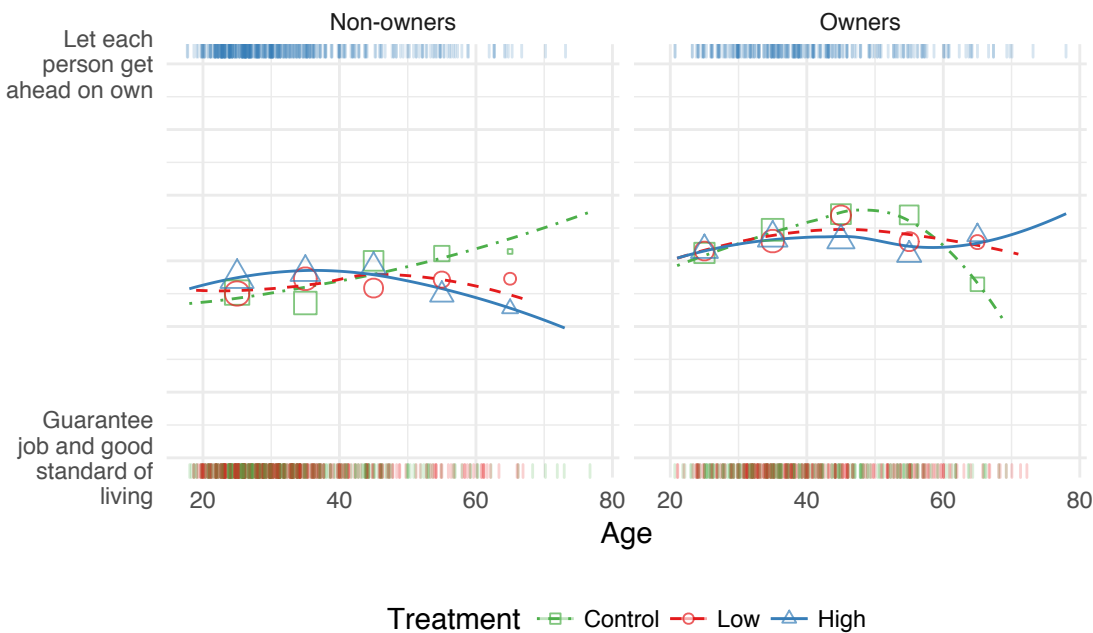 Non-owners
Owners
Let each
person get
ahead on own
Guarantee
job and good
standard of
living
20
40
60
80
20
40
60
80
Age
Treatment
Control
Low
High